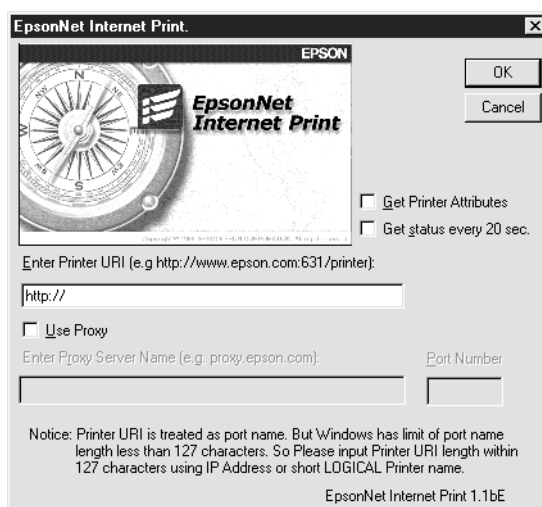 EpsonNet Internet Print.
EPSON
N
S
EpsonNet
Internet Print
OK
Cancel
Get Printer Attributes
Get status every 20 sec.
Enter Printer URI (e.g http://www.epson.com:631/printer):
http://
Use Proxy
Enter Proxy Server Name (e.g. proxy.epson.com):
Port Number
Notice: Printer URI is treated as port name. But Windows has limit of port name
length less than 127 characters. So Please input Printer URI length within
127 characters using IP Address or short LOGICAL Printer name.
EpsonNet Internet Print 1.1bE